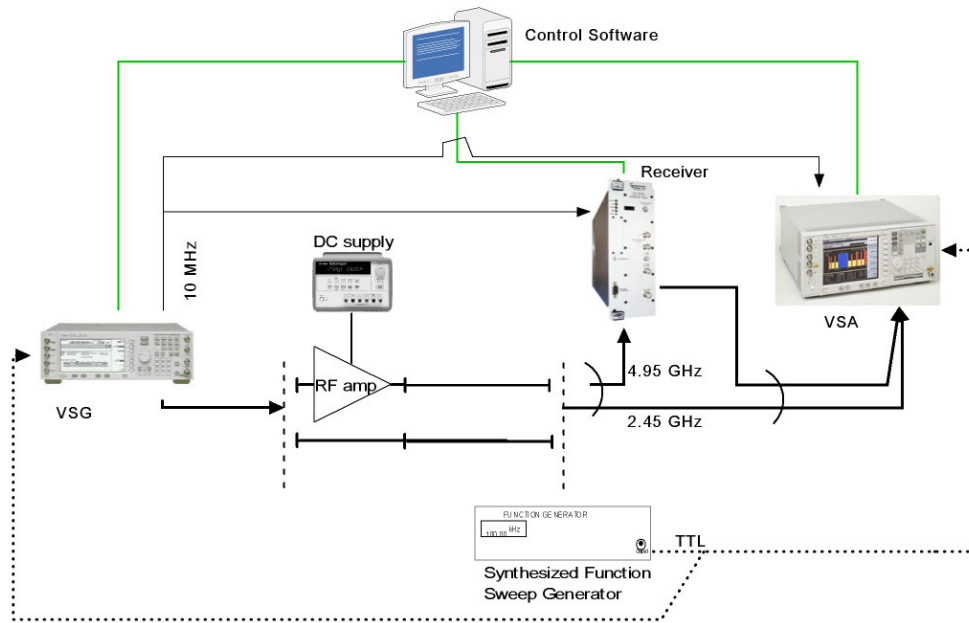 Control Software
Receiver
10 MHz
DC supply
VSA
RF amp
4.95 GHz
VSG
2.45 GHz
FUNCTION GENERATOR
100.00 kHz
Output
TTL
Synthesized Function
Sweep Generator